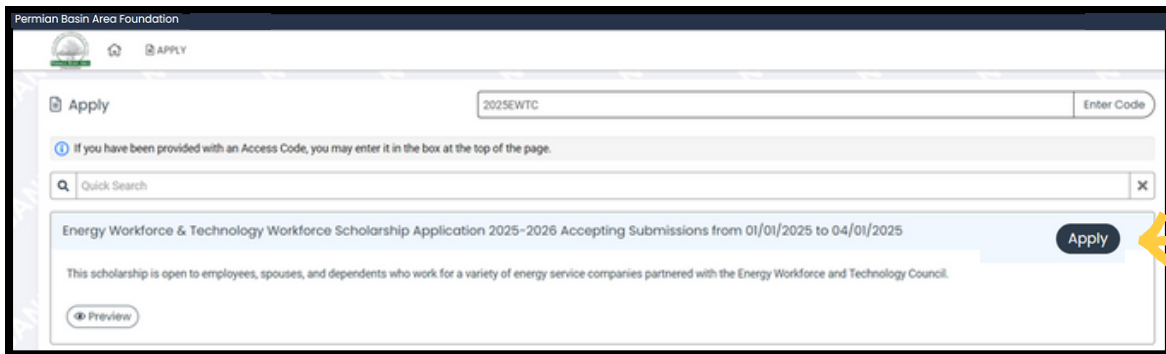 Permian Basin Area Foundation
APPLY
Apply
2025EWTC
Enter Code
If you have been provided with an Access Code, you may enter it in the box at the top of the page.
Quick Search
Energy Workforce & Technology Workforce Scholarship Application 2025-2026 Accepting Submissions from 01/01/2025 to 04/01/2025
Apply
This scholarship is open to employees, spouses, and dependents who work for a variety of energy service companies partnered with the Energy Workforce and Technology Council.
Preview